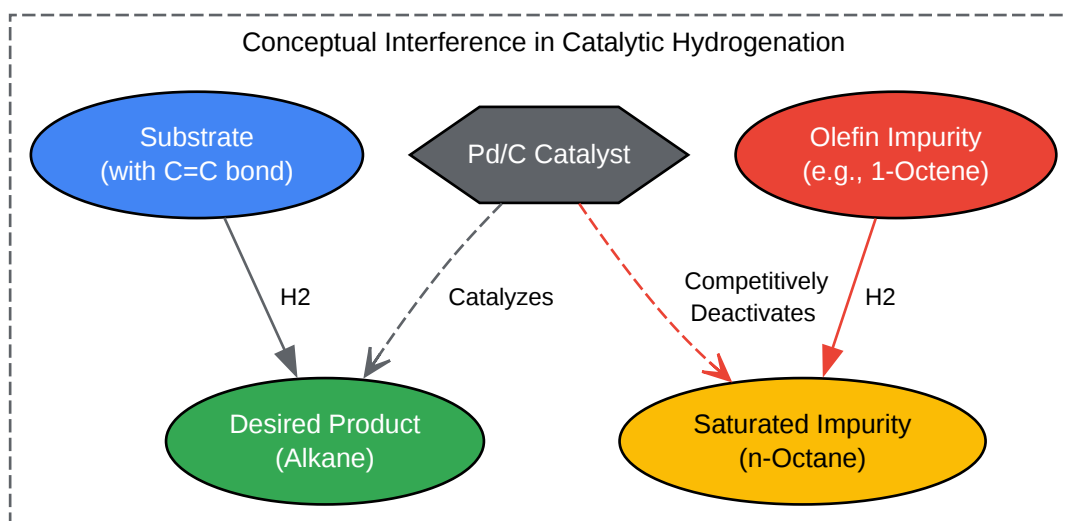 Conceptual Interference in Catalytic Hydrogenation
Substrate
(with C=C bond)
Pd/C Catalyst
Olefin Impurity
(e.g., 1-Octene)
H2
Catalyzes
Competitively
Deactivates
H2
Desired Product
(Alkane)
Saturated Impurity
(n-Octane)